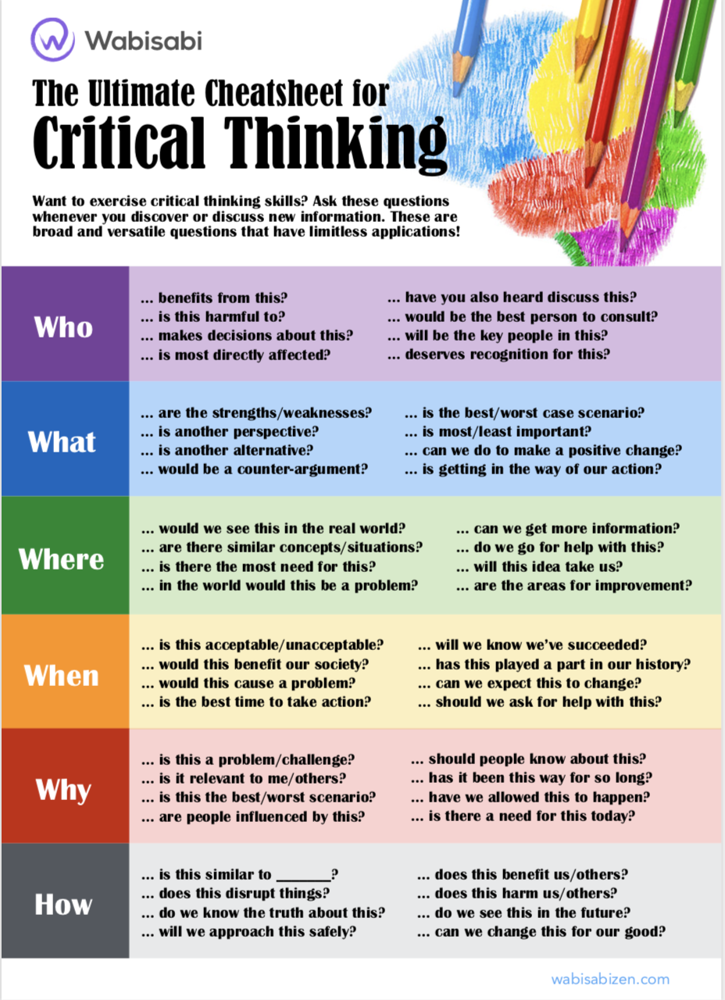 Wabisabi
The Ultimate Cheatsheet for
Critical Thinking
Want to exercise critical thinking skills? Ask these questions
whenever you discover or discuss new information. These are
broad and versatile questions that have limitless applications!
Who
... benefits from this?
... is this harmful to?
... makes decisions about this?
... is most directly affected?
... have you also heard discuss this?
... would be the best person to consult?
... will be the key people in this?
... deserves recognition for this?
What
... are the strengths/weaknesses?
... is another perspective?
... is another alternative?
... would be a counter-argument?
... is the best/worst case scenario?
... is most/least important?
... can we do to make a positive change?
... is getting in the way of our action?
Where
... would we see this in the real world?
... are there similar concepts/situations?
... is there the most need for this?
... in the world would this be a problem?
... can we get more information?
... do we go for help with this?
... will this idea take us?
... are the areas for improvement?
When
... is this acceptable/unacceptable?
... would this benefit our society?
... would this cause a problem?
... is the best time to take action?
... will we know we’ve succeeded?
... has this played a part in our history?
... can we expect this to change?
... should we ask for help with this?
Why
... is this a problem/challenge?
... is it relevant to me/others?
... is this the best/worst scenario?
... are people influenced by this?
... should people know about this?
... has it been this way for so long?
... have we allowed this to happen?
... is there a need for this today?
How
... is this similar to _______?
... does this disrupt things?
... do we know the truth about this?
... will we approach this safely?
... does this benefit us/others?
... does this harm us/others?
... do we see this in the future?
... can we change this for our good?
wabisabizen.com